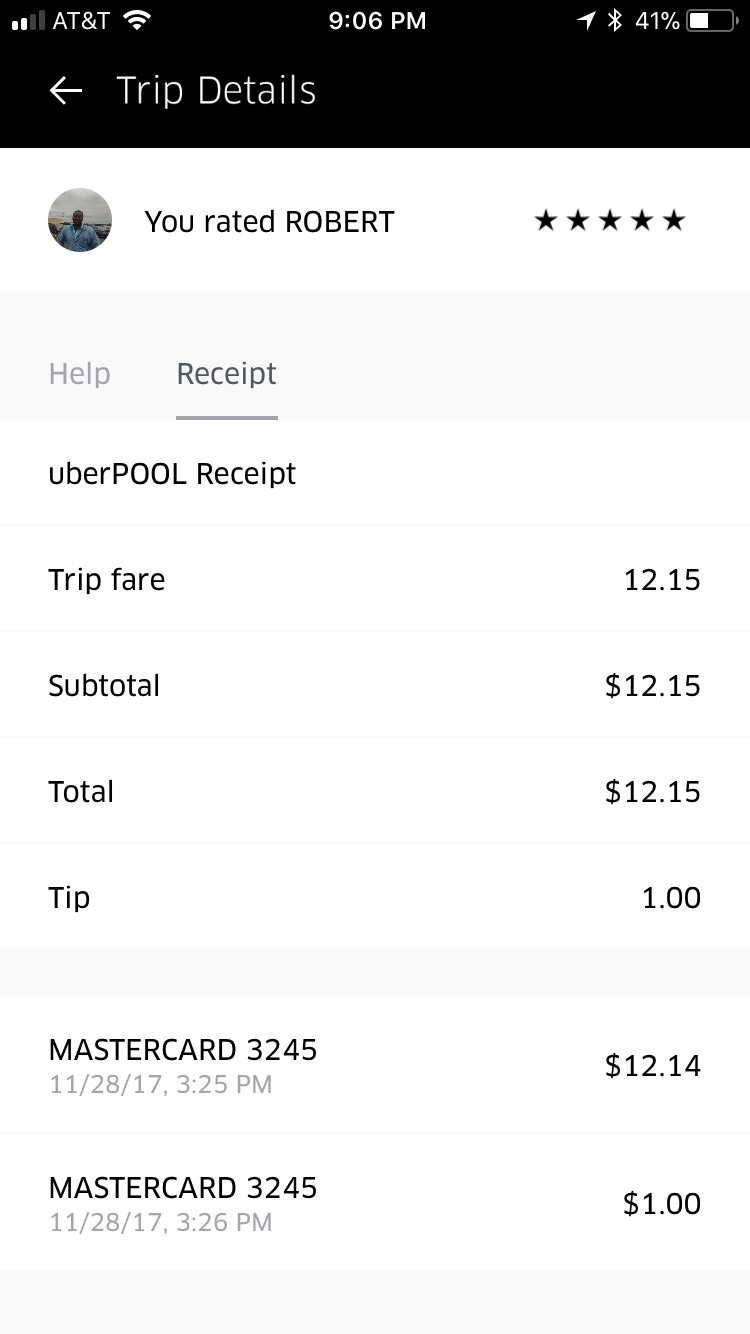 AT&T 9:06 PM 41%
Trip Details
You rated ROBERT ★★★★★
Help Receipt
uberPOOL Receipt
Trip fare 12.15
Subtotal $12.15
Total $12.15
Tip 1.00
MASTERCARD 3245
11/28/17, 3:25 PM $12.14
MASTERCARD 3245
11/28/17, 3:26 PM $1.00